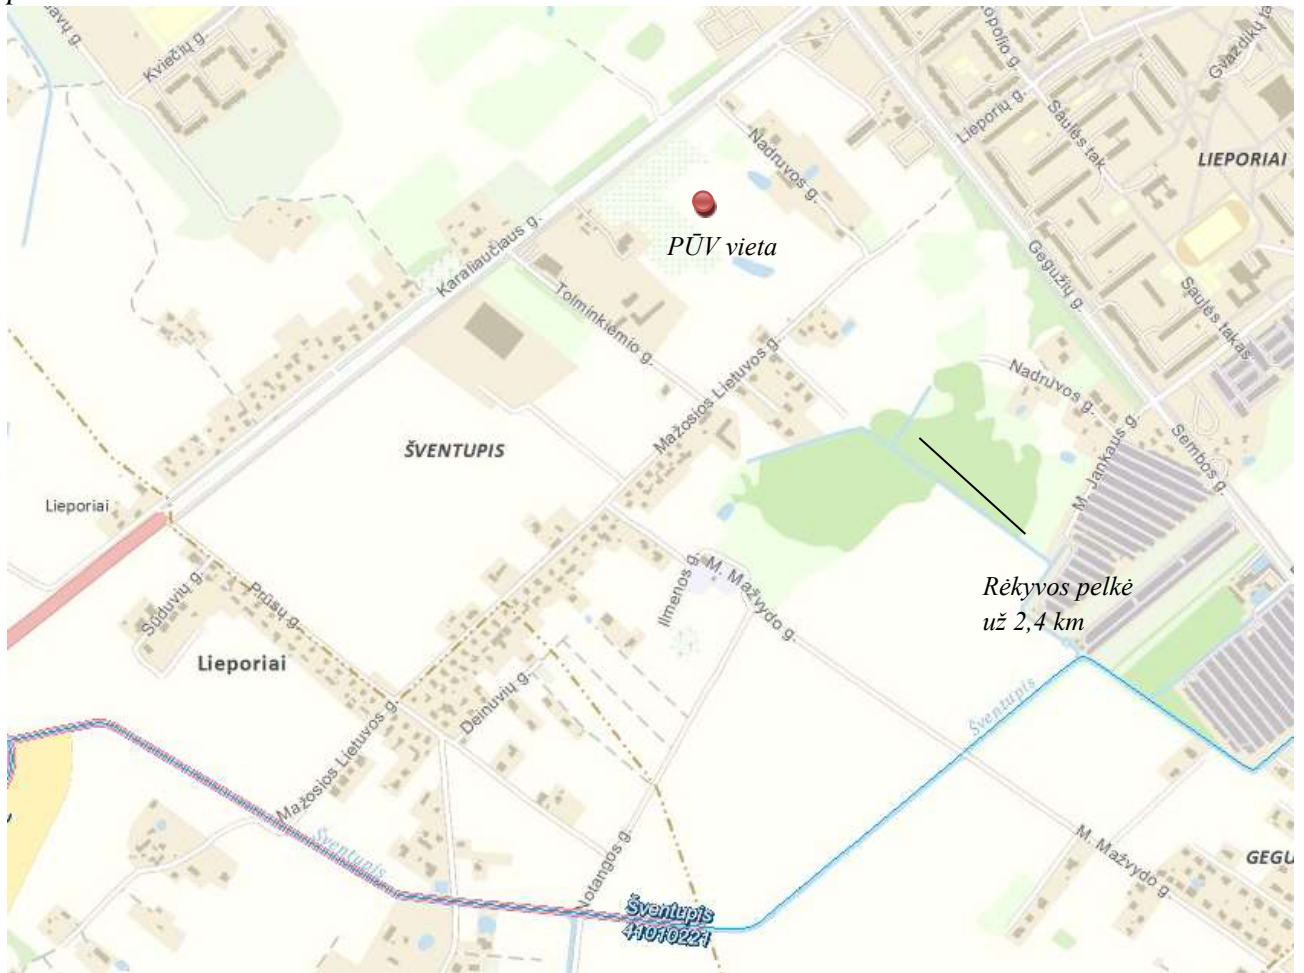 Kviečių g.
Lieporių g.
Saulės tak.
LIEPORIAI
Nadruvos g.
PŪV vieta
Karaliaučiaus g.
Gegužių g.
Tolminkiemio g.
Saulės takas
Mažosios Lietuvos g.
Nadruvos g.
ŠVENTUPIS
M. Jankaus g.
Sembos g.
Lieporiai
Rėkyvos pelkė
už 2,4 km
Ilmenos g.
M. Mažvydo g.
Sūduvių g.
Prūsų g.
Lieporiai
Deinuvių g.
Šventupis
Mažosios Lietuvos g.
Šventupis
Notangos g.
M. Mažvydo g.
GEGU
Šventupis
41010221